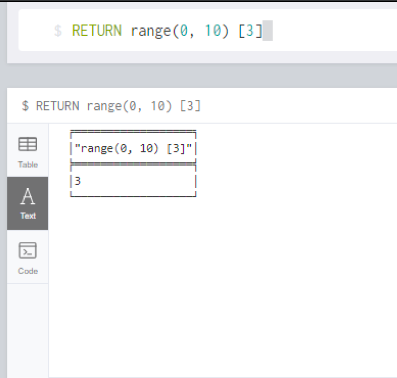 $ RETURN range(0, 10) [3]
$ RETURN range(0, 10) [3]
"range(0, 10) [3]"
3
Table
Text
Code